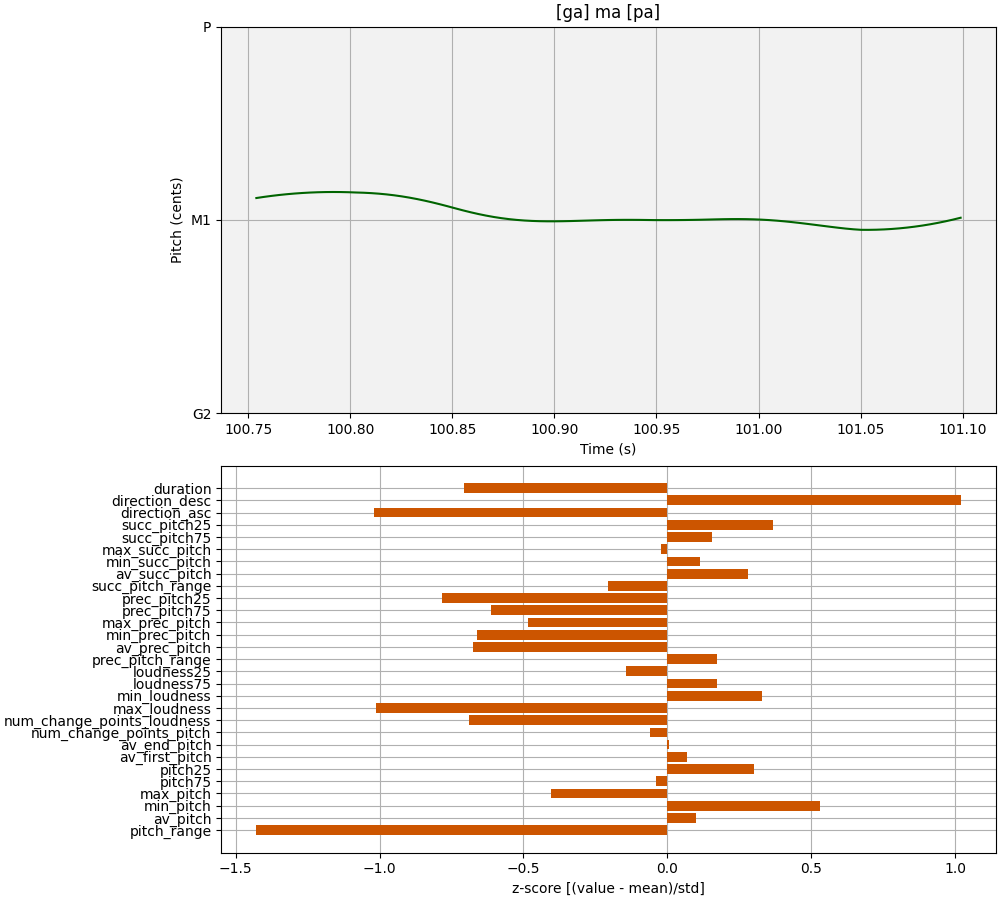 [ga] ma [pa]
P
M1
G2
Pitch (cents)
100.75 100.80 100.85 100.90 100.95 101.00 101.05 101.10
Time (s)
duration
direction_desc
direction_asc
succ_pitch25
succ_pitch75
max_succ_pitch
min_succ_pitch
av_succ_pitch
succ_pitch_range
prec_pitch25
prec_pitch75
max_prec_pitch
min_prec_pitch
av_prec_pitch
prec_pitch_range
loudness25
loudness75
min_loudness
max_loudness
num_change_points_loudness
num_change_points_pitch
av_end_pitch
av_first_pitch
pitch25
pitch75
max_pitch
min_pitch
av_pitch
pitch_range
−1.5 −1.0 −0.5 0.0 0.5 1.0
z-score [(value - mean)/std]